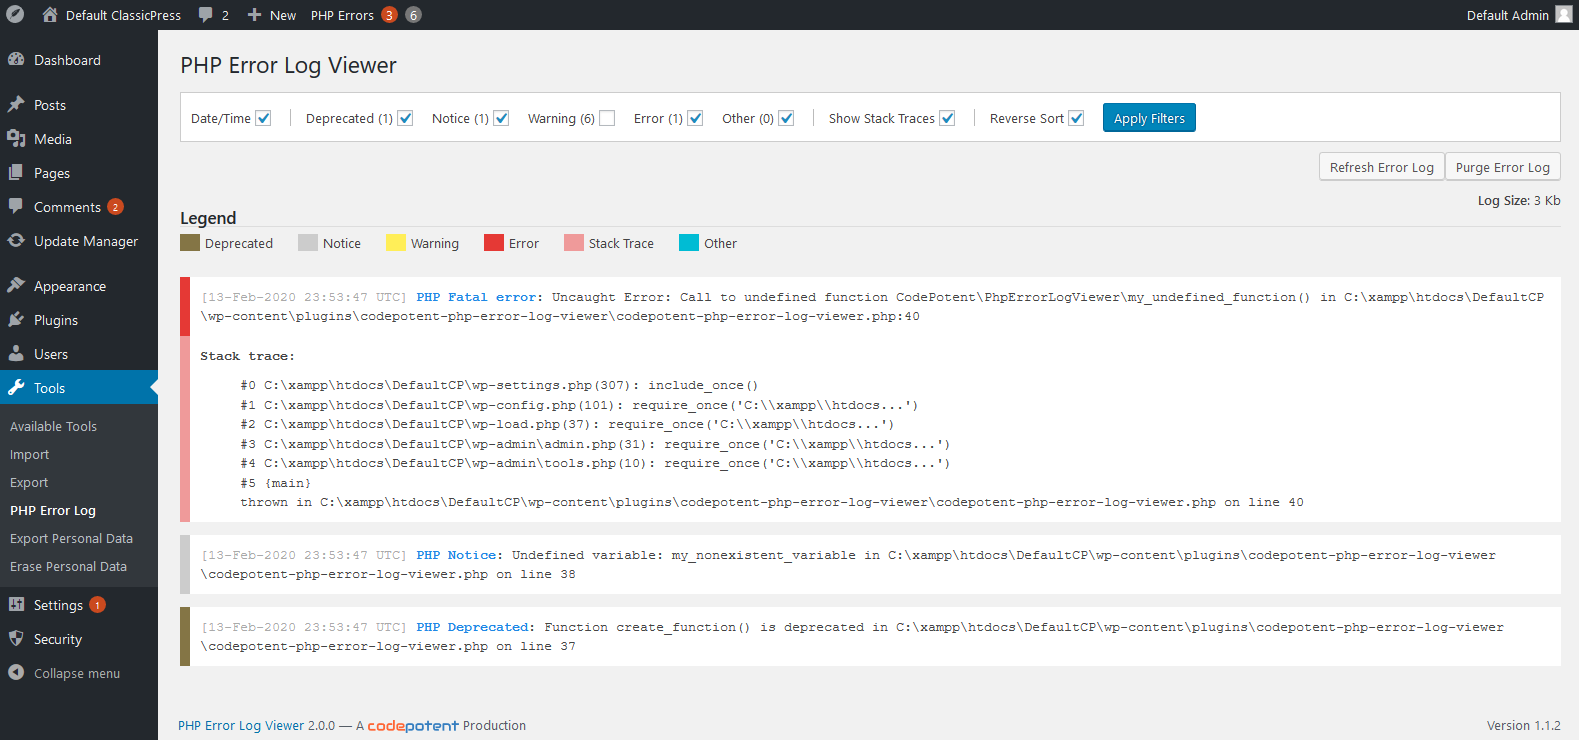 Default ClassicPress 2 New PHP Errors 3 6 Default Admin
Dashboard
Posts
Media
Pages
Comments 2
Update Manager
Appearance
Plugins
Users
Tools
Available Tools
Import
Export
PHP Error Log
Export Personal Data
Erase Personal Data
Settings 1
Security
Collapse menu
PHP Error Log Viewer
Date/Time Deprecated (1) Notice (1) Warning (6) Error (1) Other (0) Show Stack Traces Reverse Sort Apply Filters
Refresh Error Log Purge Error Log
Log Size: 3 Kb
Legend
Deprecated Notice Warning Error Stack Trace Other
[13-Feb-2020 23:53:47 UTC] PHP Fatal error: Uncaught Error: Call to undefined function CodePotent\PhpErrorLogViewer\my_undefined_function() in C:\xampp\htdocs\DefaultCP
\wp-content\plugins\codepotent-php-error-log-viewer\codepotent-php-error-log-viewer.php:40
Stack trace:
#0 C:\xampp\htdocs\DefaultCP\wp-settings.php(307): include_once()
#1 C:\xampp\htdocs\DefaultCP\wp-config.php(101): require_once('C:\\xampp\\htdocs...')
#2 C:\xampp\htdocs\DefaultCP\wp-load.php(37): require_once('C:\\xampp\\htdocs...')
#3 C:\xampp\htdocs\DefaultCP\wp-admin\admin.php(31): require_once('C:\\xampp\\htdocs...')
#4 C:\xampp\htdocs\DefaultCP\wp-admin\tools.php(10): require_once('C:\\xampp\\htdocs...')
#5 {main}
thrown in C:\xampp\htdocs\DefaultCP\wp-content\plugins\codepotent-php-error-log-viewer\codepotent-php-error-log-viewer.php on line 40
[13-Feb-2020 23:53:47 UTC] PHP Notice: Undefined variable: my_nonexistent_variable in C:\xampp\htdocs\DefaultCP\wp-content\plugins\codepotent-php-error-log-viewer
\codepotent-php-error-log-viewer.php on line 38
[13-Feb-2020 23:53:47 UTC] PHP Deprecated: Function create_function() is deprecated in C:\xampp\htdocs\DefaultCP\wp-content\plugins\codepotent-php-error-log-viewer
\codepotent-php-error-log-viewer.php on line 37
PHP Error Log Viewer 2.0.0 — A codepotent Production Version 1.1.2